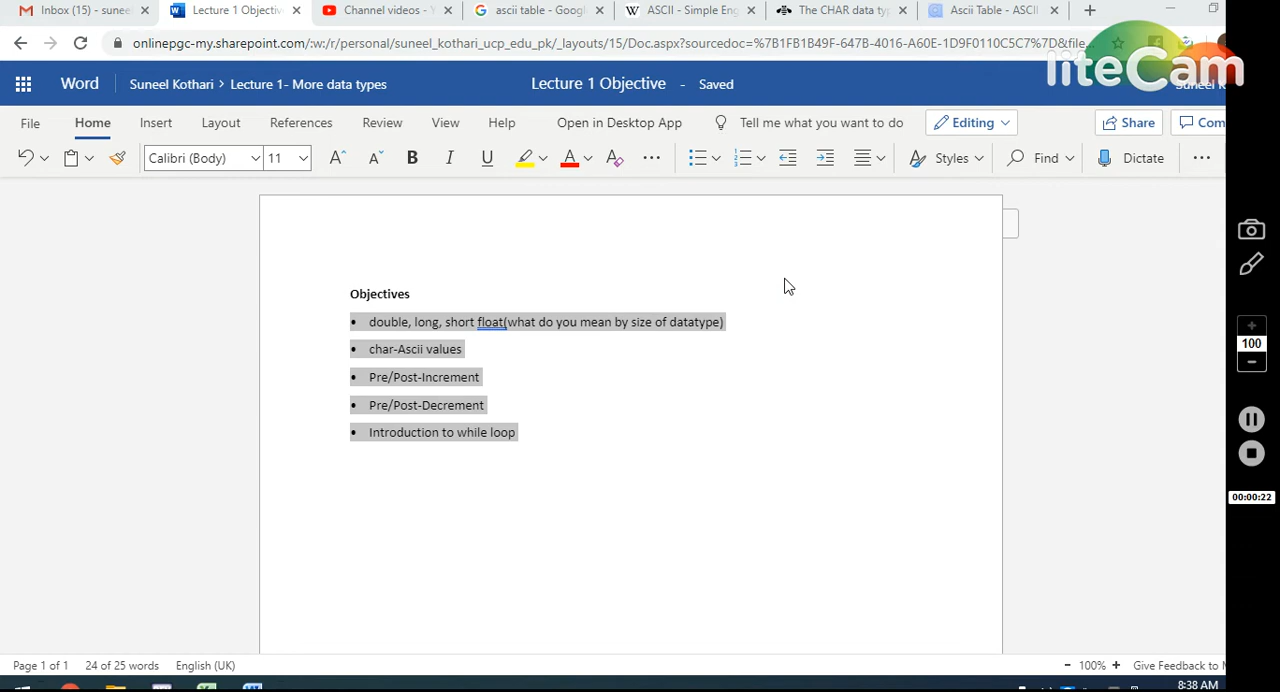 Inbox (15) - sunee
Lecture 1 Objectiv
Channel videos -
ascii table - Goog
ASCII - Simple En
The CHAR data ty
Ascii Table - ASCII
onlinepgc-my.sharepoint.com/:w:/r/personal/suneel_kothari_ucp_edu_pk/_layouts/15/Doc.aspx?sourcedoc=%7B1FB1B49F-647B-4016-A60E-1D9F0110C5C7%7D&file...
liteCam
Word
Suneel Kothari > Lecture 1- More data types
Lecture 1 Objective - Saved
Suneel K
File Home Insert Layout References Review View Help Open in Desktop App Tell me what you want to do Editing Share Com
Calibri (Body) 11 A A B I U A A Styles Find Dictate
Objectives
• double, long, short float(what do you mean by size of datatype)
• char-Ascii values
• Pre/Post-Increment
• Pre/Post-Decrement
• Introduction to while loop
100
00:00:22
Page 1 of 1 24 of 25 words English (UK) - 100% + Give Feedback to M
8:38 AM